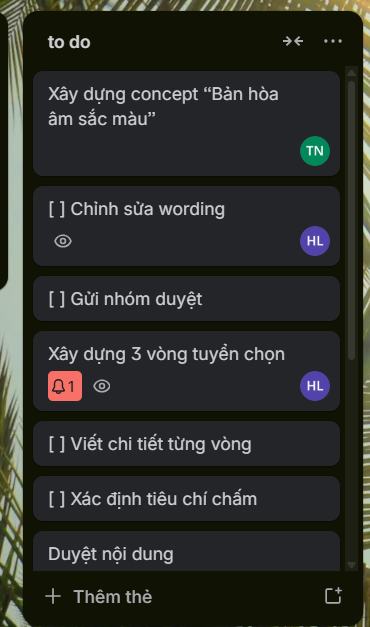 to do
Xây dựng concept “Bản hòa
âm sắc màu”
TN
[ ] Chỉnh sửa wording
HL
[ ] Gửi nhóm duyệt
Xây dựng 3 vòng tuyển chọn
1
HL
[ ] Viết chi tiết từng vòng
[ ] Xác định tiêu chí chấm
Duyệt nội dung
Thêm thẻ